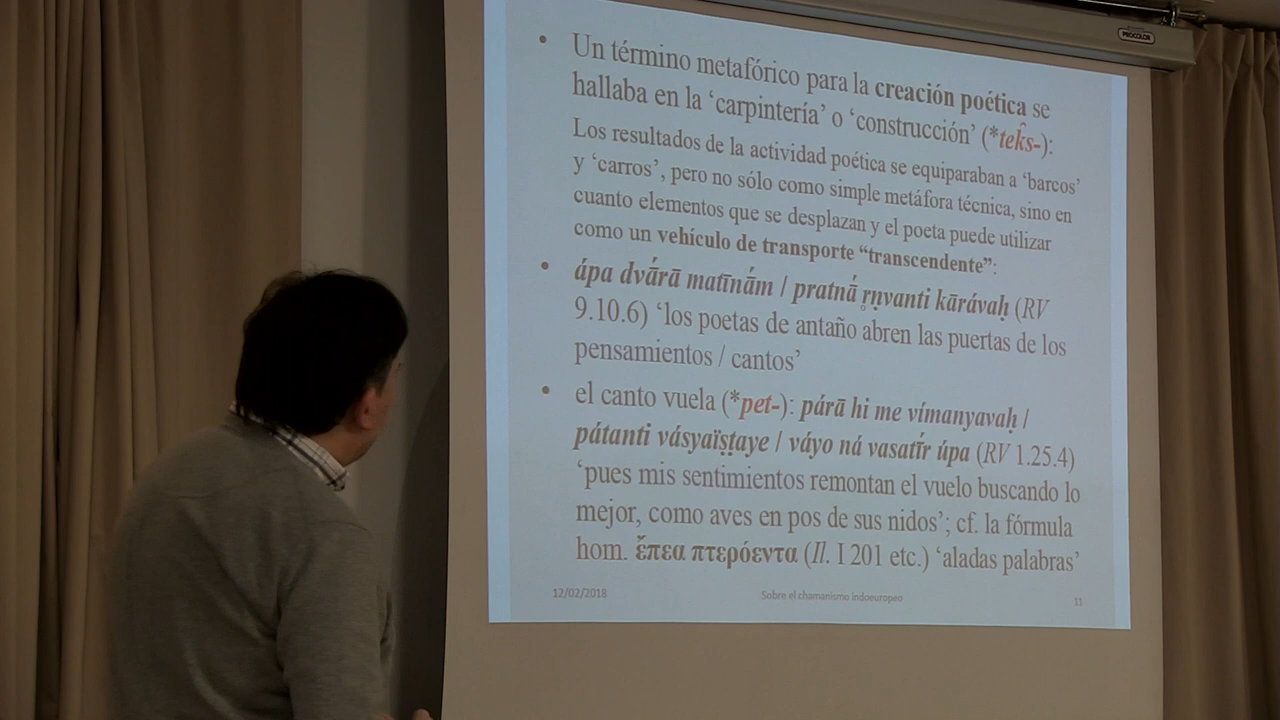 PROCOLOR
• Un término metafórico para la creación poética se
hallaba en la ‘carpintería’ o ‘construcción’ (*tek̂s-):
Los resultados de la actividad poética se equiparaban a ‘barcos’
y ‘carros’, pero no sólo como simple metáfora técnica, sino en
cuanto elementos que se desplazan y el poeta puede utilizar
como un vehículo de transporte “transcendente”:
• ápa dvā́rā matīnā́m / pratnā́ r̥ṇvanti kārávaḥ (RV
9.10.6) ‘los poetas de antaño abren las puertas de los
pensamientos / cantos’
• el canto vuela (*pet-): párā hi me vímanyavaḥ /
pátanti vásyaïṣṭaye / váyo ná vasatī́r úpa (RV 1.25.4)
‘pues mis sentimientos remontan el vuelo buscando lo
mejor, como aves en pos de sus nidos’; cf. la fórmula
hom. ἔπεα πτερόεντα (Il. I 201 etc.) ‘aladas palabras’
12/02/2018 Sobre el chamanismo indoeuropeo 11